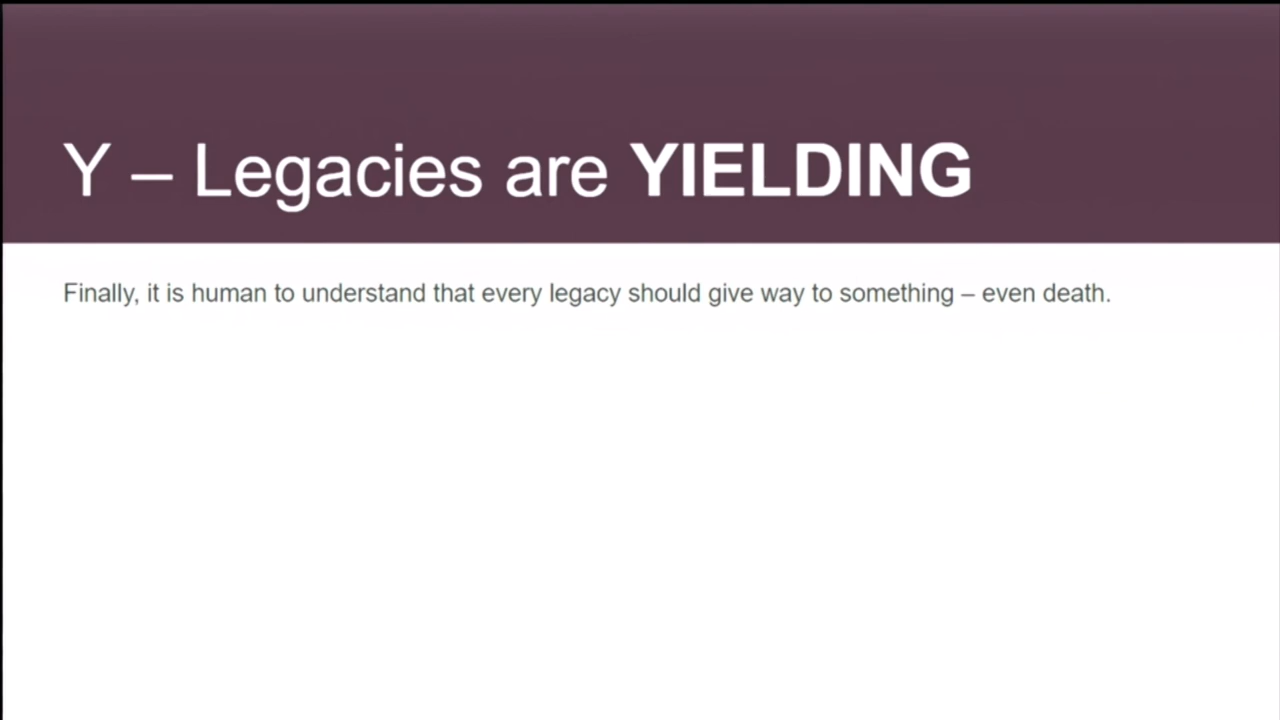 Y – Legacies are YIELDING
Finally, it is human to understand that every legacy should give way to something – even death.